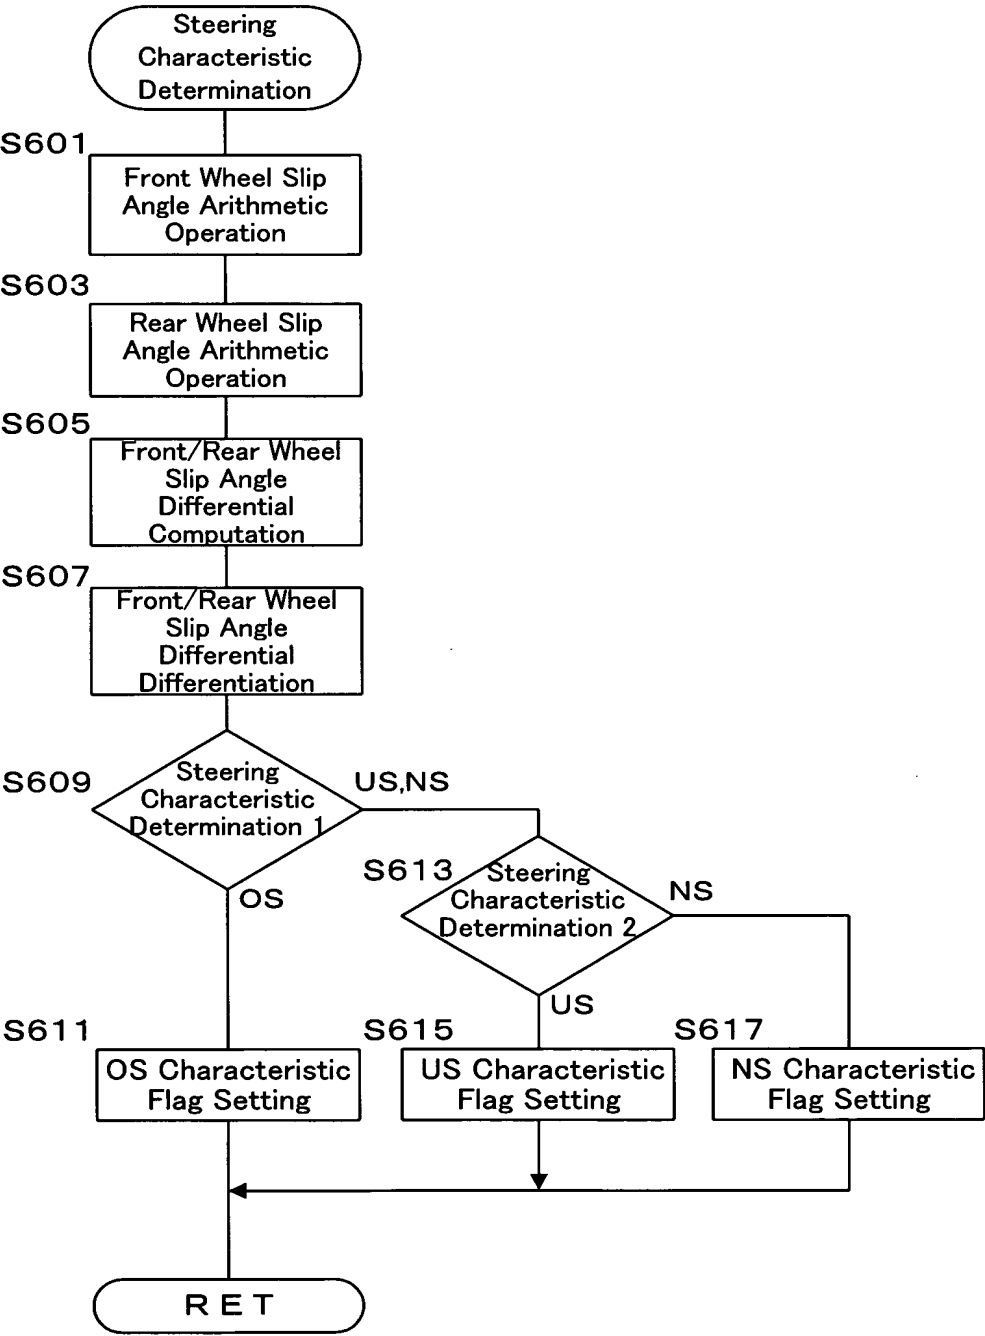 Steering
Characteristic
Determination
S601
Front Wheel Slip
Angle Arithmetic
Operation
S603
Rear Wheel Slip
Angle Arithmetic
Operation
S605
Front/Rear Wheel
Slip Angle
Differential
Computation
S607
Front/Rear Wheel
Slip Angle
Differential
Differentiation
S609
Steering
Characteristic
Determination 1
US,NS
OS
S613
Steering
Characteristic
Determination 2
NS
US
S611
OS Characteristic
Flag Setting
S615
US Characteristic
Flag Setting
S617
NS Characteristic
Flag Setting
RET